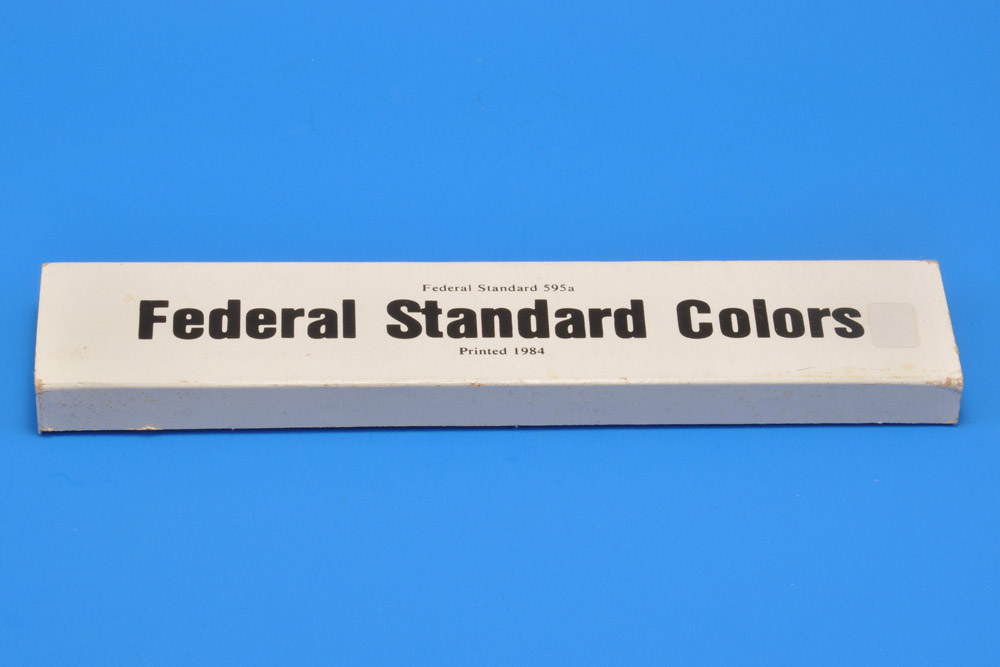 Federal Standard 595a
Federal Standard Colors
Printed 1984